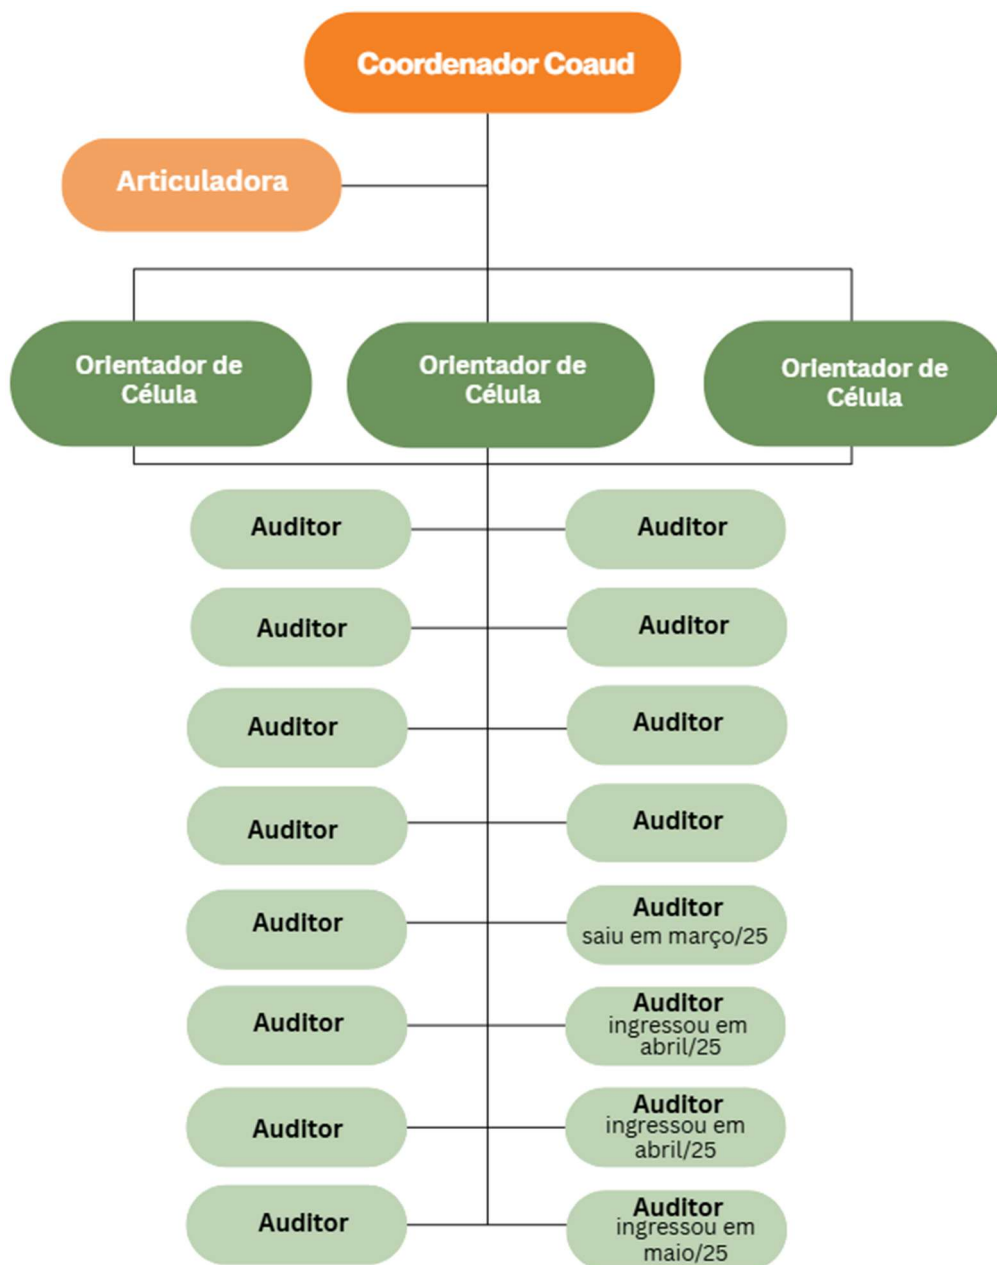 Coordenador Coaud
Articuladora
Orientador de
Célula
Orientador de
Célula
Orientador de
Célula
Auditor
Auditor
Auditor
Auditor
Auditor
Auditor
Auditor
Auditor
Auditor
Auditor
saiu em março/25
Auditor
Auditor
ingressou em
abril/25
Auditor
Auditor
ingressou em
abril/25
Auditor
Auditor
ingressou em
maio/25